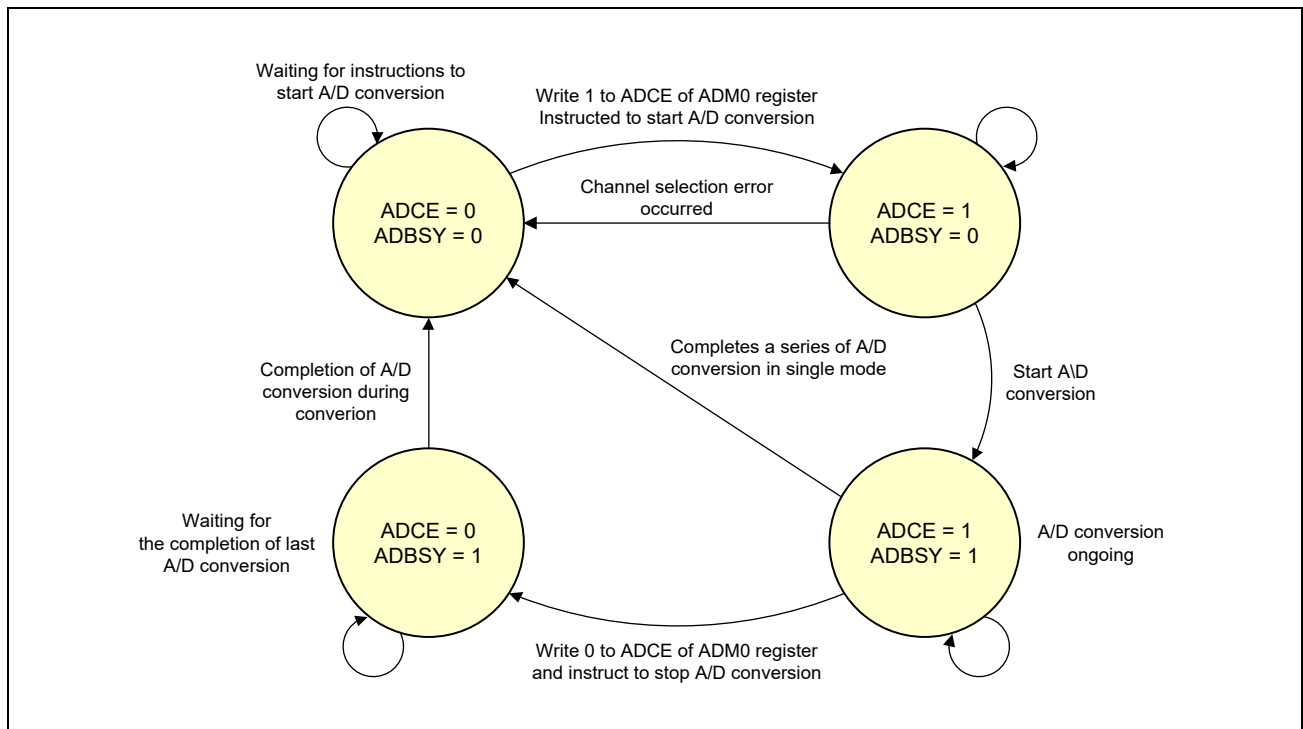 Waiting for instructions to
start A/D conversion
Write 1 to ADCE of ADM0 register
Instructed to start A/D conversion
Channel selection error
occurred
ADCE = 0
ADBSY = 0
ADCE = 1
ADBSY = 0
Completes a series of A/D
conversion in single mode
Completion of A/D
conversion during
converion
Start A\D
conversion
Waiting for
the completion of last
A/D conversion
ADCE = 0
ADBSY = 1
ADCE = 1
ADBSY = 1
A/D conversion
ongoing
Write 0 to ADCE of ADM0 register
and instruct to stop A/D conversion